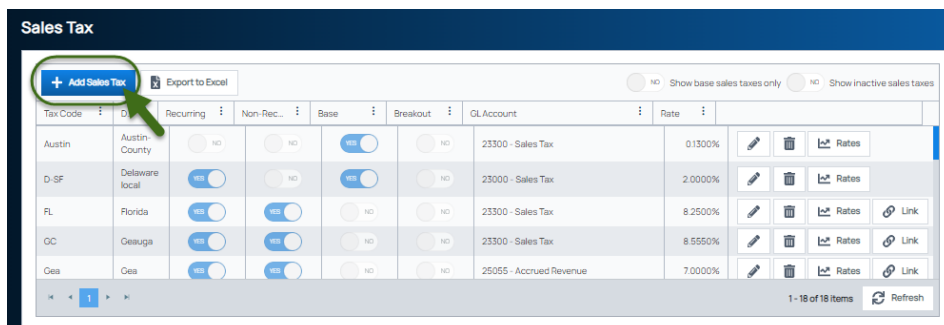 Sales Tax
+ Add Sales Tax Export to Excel NO Show base sales taxes only NO Show inactive sales taxes
Tax Code D Recurring Non-Rec... Base Breakout GL Account Rate
Austin Austin-County NO NO YES NO 23300 - Sales Tax 0.1300% Rates
D-SF Delaware local YES NO YES NO 23000 - Sales Tax 2.0000% Rates
FL Florida YES YES NO NO 23300 - Sales Tax 8.2500% Rates Link
GC Geauga YES YES NO NO 23300 - Sales Tax 8.5550% Rates Link
Gea Gea YES YES NO NO 25055 - Accrued Revenue 7.0000% Rates Link
1 1 - 18 of 18 items Refresh